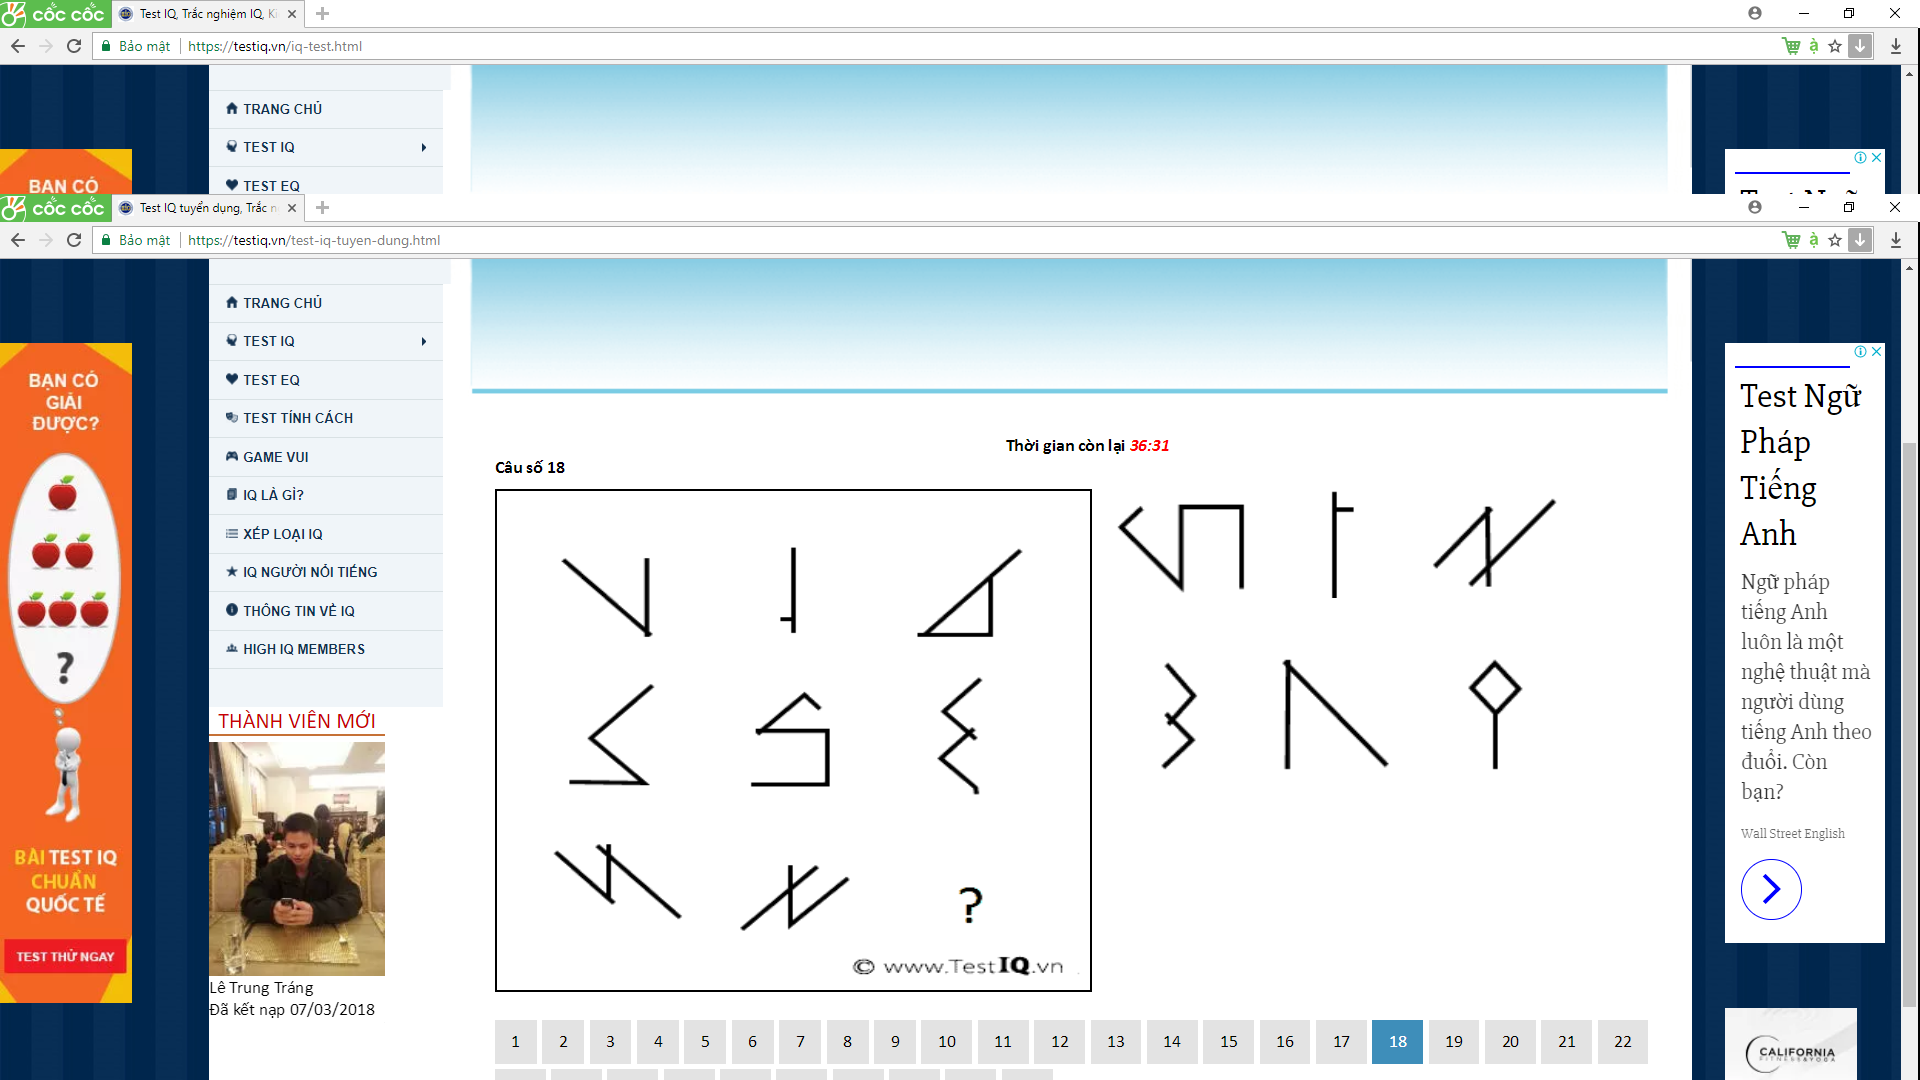 cốc cốc
Test IQ, Trắc nghiệm IQ, Ki
Bảo mật
https://testiq.vn/iq-test.html
TRANG CHỦ
TEST IQ
TEST EQ
BẠN CÓ
cốc cốc
Test IQ tuyển dụng, Trắc n
Bảo mật
https://testiq.vn/test-iq-tuyen-dung.html
TRANG CHỦ
TEST IQ
TEST EQ
TEST TÍNH CÁCH
GAME VUI
IQ LÀ GÌ?
XẾP LOẠI IQ
IQ NGƯỜI NỔI TIẾNG
THÔNG TIN VỀ IQ
HIGH IQ MEMBERS
BẠN CÓ
GIẢI
ĐƯỢC?
?
BÀI TEST IQ
CHUẨN
QUỐC TẾ
TEST THỬ NGAY
THÀNH VIÊN MỚI
Lê Trung Tráng
Đã kết nạp 07/03/2018
Thời gian còn lại 36:31
Câu số 18
?
© www.TestIQ.vn
1 2 3 4 5 6 7 8 9 10 11 12 13 14 15 16 17 18 19 20 21 22
Test Ngữ
Pháp
Tiếng
Anh
Ngữ pháp
tiếng Anh
luôn là một
nghệ thuật mà
người dùng
tiếng Anh theo
đuổi. Còn
bạn?
Wall Street English
CALIFORNIA
FITNESS&YOGA